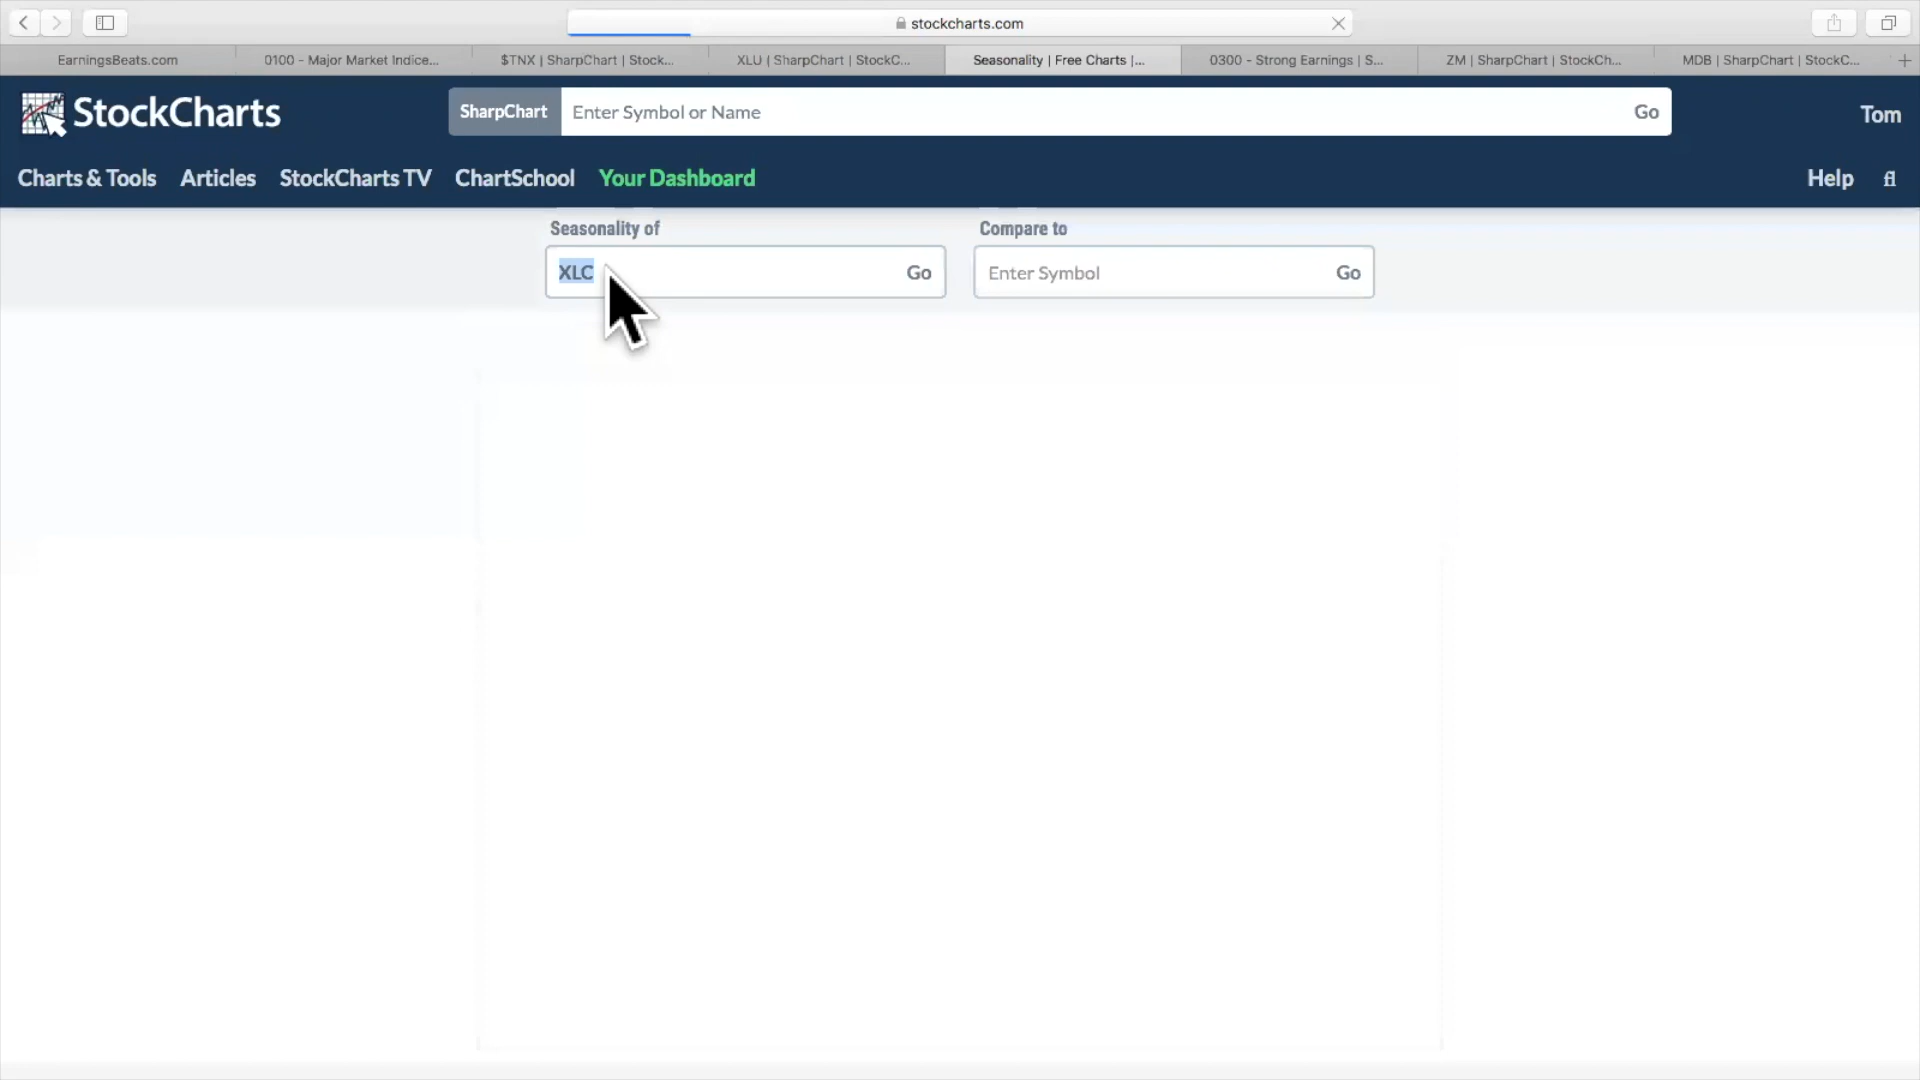 stockcharts.com
EarningsBeats.com
0100 - Major Market Indice...
$TNX | SharpChart | Stock...
XLU | SharpChart | StockC...
Seasonality | Free Charts |...
0300 - Strong Earnings | S...
ZM | SharpChart | StockCh...
MDB | SharpChart | StockC...
StockCharts
SharpChart
Enter Symbol or Name
Go
Tom
Charts & Tools
Articles
StockCharts TV
ChartSchool
Your Dashboard
Help
Seasonality of
Compare to
XLC
Go
Enter Symbol
Go